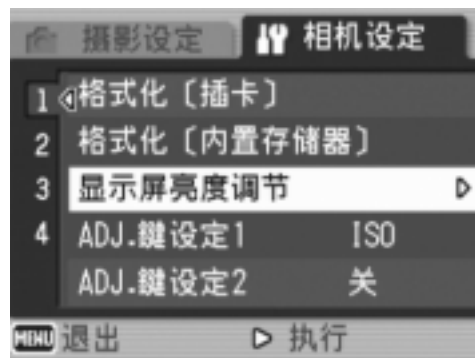 摄影设定 相机设定
1 格式化〔插卡〕
2 格式化〔内置存储器〕
3 显示屏亮度调节
4 ADJ.鍵设定1 ISO
ADJ.鍵设定2 关
MENU 退出 执行